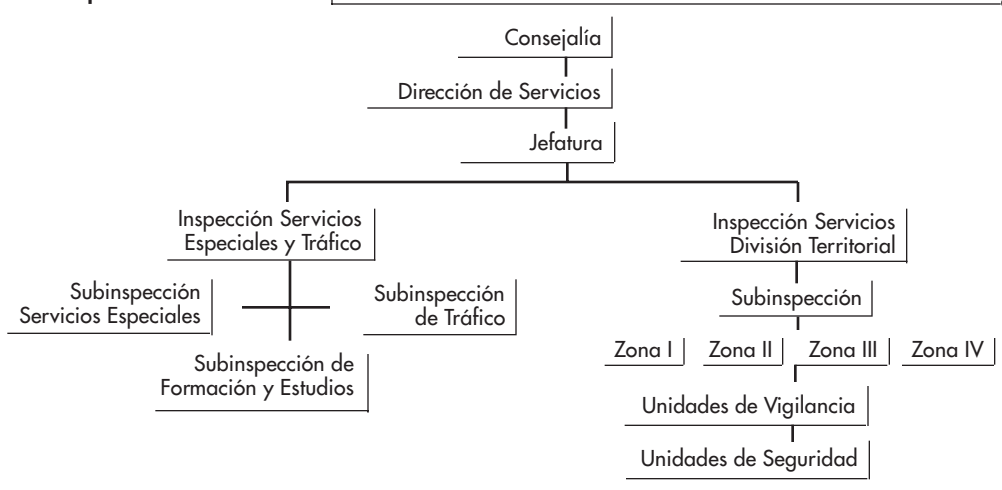 Consejalía
Dirección de Servicios
Jefatura
Inspección Servicios
Especiales y Tráfico
Inspección Servicios
División Territorial
Subinspección
Servicios Especiales
Subinspección
de Tráfico
Subinspección de
Formación y Estudios
Subinspección
Zona I
Zona II
Zona III
Zona IV
Unidades de Vigilancia
Unidades de Seguridad